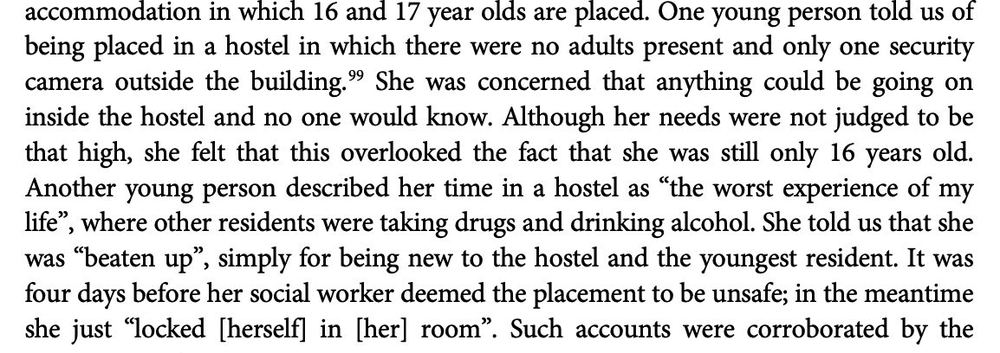 accommodation in which 16 and 17 year olds are placed. One young person told us of
being placed in a hostel in which there were no adults present and only one security
camera outside the building.⁹⁹ She was concerned that anything could be going on
inside the hostel and no one would know. Although her needs were not judged to be
that high, she felt that this overlooked the fact that she was still only 16 years old.
Another young person described her time in a hostel as “the worst experience of my
life”, where other residents were taking drugs and drinking alcohol. She told us that she
was “beaten up”, simply for being new to the hostel and the youngest resident. It was
four days before her social worker deemed the placement to be unsafe; in the meantime
she just “locked [herself] in [her] room”. Such accounts were corroborated by the